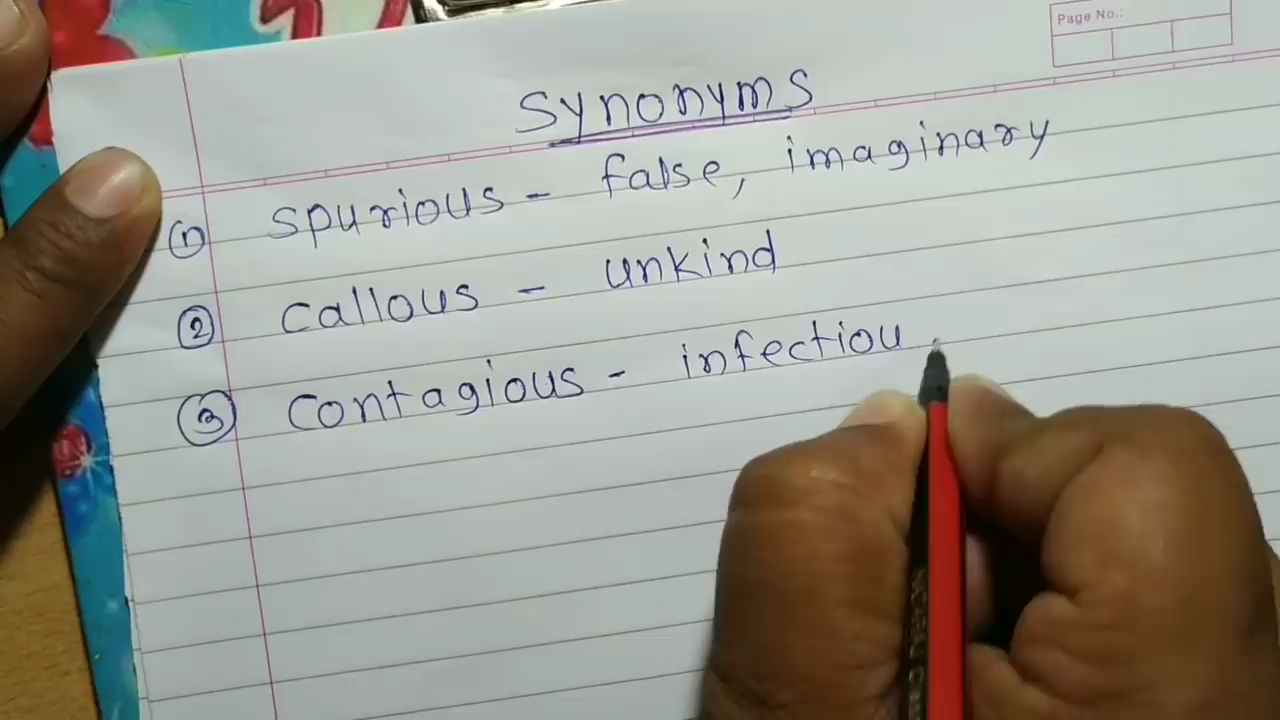 Page No.:
Synonyms
① spurious - false, imaginary
② callous - unkind
③ contagious - infectiou